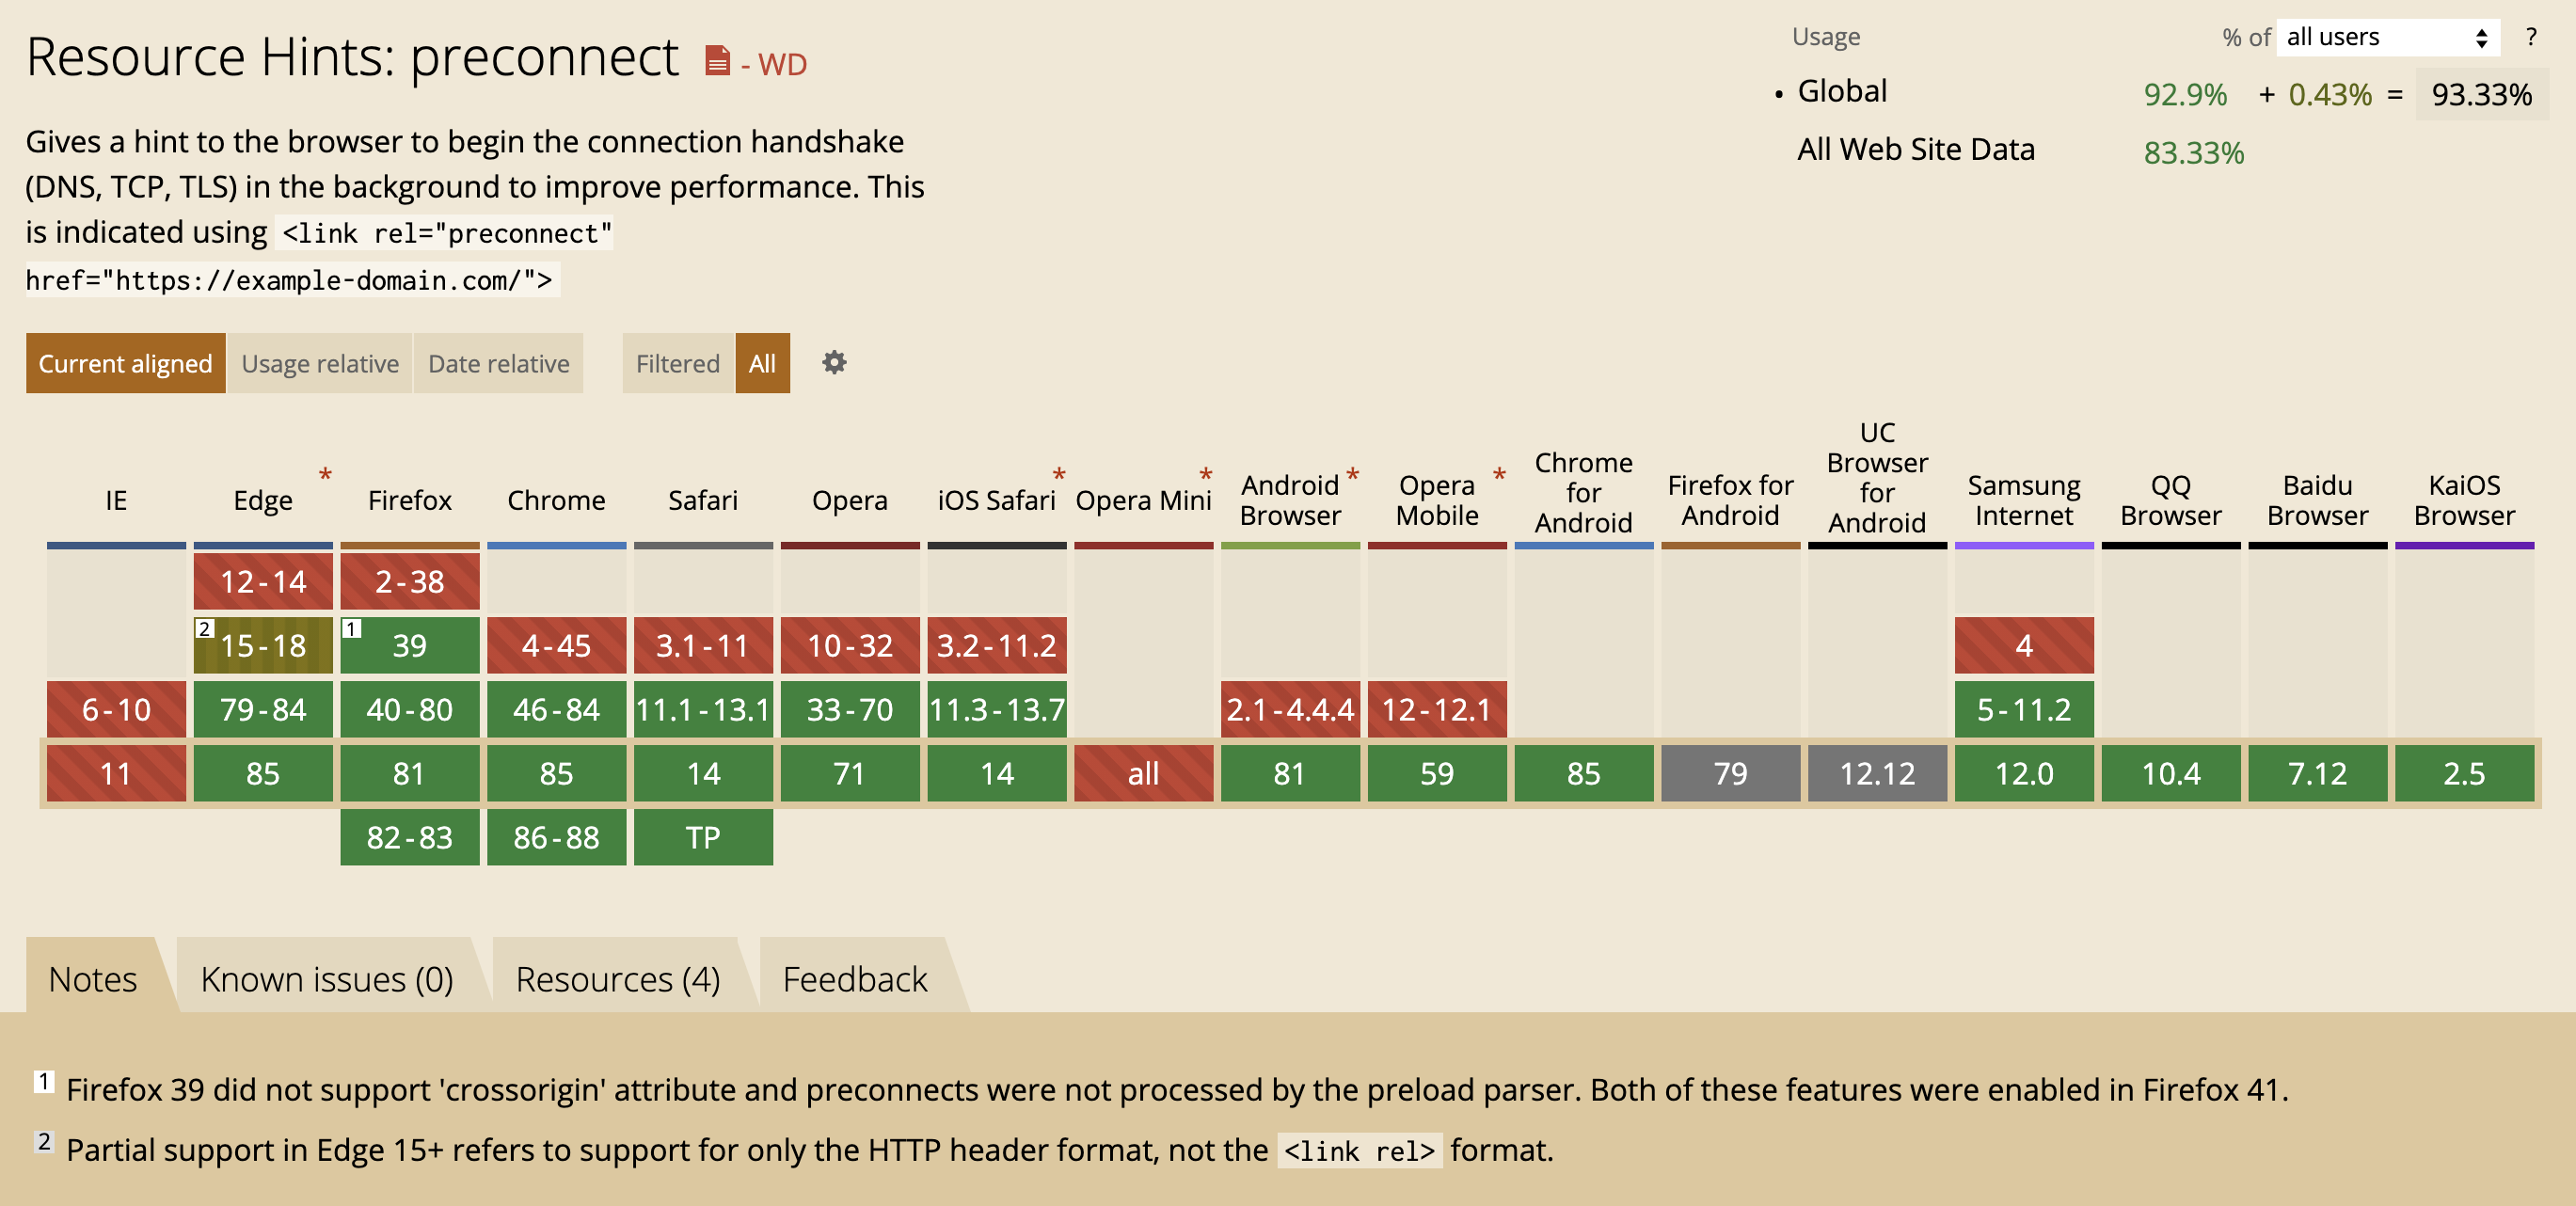 Resource Hints: preconnect - WD
Gives a hint to the browser to begin the connection handshake
(DNS, TCP, TLS) in the background to improve performance. This
is indicated using <link rel="preconnect"
href="https://example-domain.com/">
Usage % of all users ?
• Global 92.9% + 0.43% = 93.33%
All Web Site Data 83.33%
Current aligned Usage relative Date relative Filtered All
IE
Edge *
Firefox
Chrome
Safari
Opera
iOS Safari *
Opera Mini *
Android *
Browser
Opera *
Mobile
Chrome
for
Android
Firefox for
Android
UC
Browser
for
Android
Samsung
Internet
QQ
Browser
Baidu
Browser
KaiOS
Browser
12-14 2-38
2 15-18 1 39 4-45 3.1-11 10-32 3.2-11.2 4
6-10 79-84 40-80 46-84 11.1-13.1 33-70 11.3-13.7 2.1-4.4.4 12-12.1 5-11.2
11 85 81 85 14 71 14 all 81 59 85 79 12.12 12.0 10.4 7.12 2.5
82-83 86-88 TP
Notes Known issues (0) Resources (4) Feedback
1 Firefox 39 did not support 'crossorigin' attribute and preconnects were not processed by the preload parser. Both of these features were enabled in Firefox 41.
2 Partial support in Edge 15+ refers to support for only the HTTP header format, not the <link rel> format.